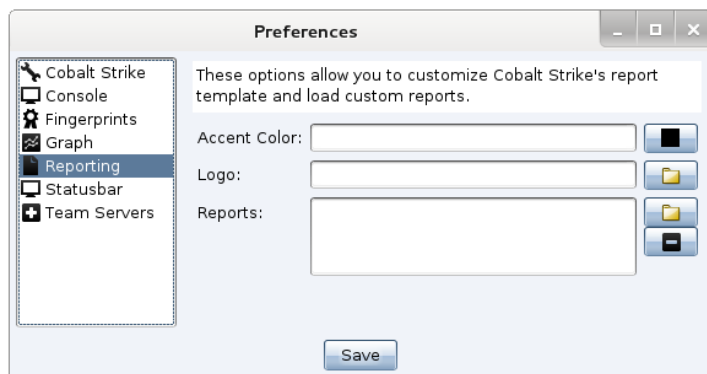 Preferences
Cobalt Strike
Console
Fingerprints
Graph
Reporting
Statusbar
Team Servers
These options allow you to customize Cobalt Strike's report
template and load custom reports.
Accent Color:
Logo:
Reports:
Save